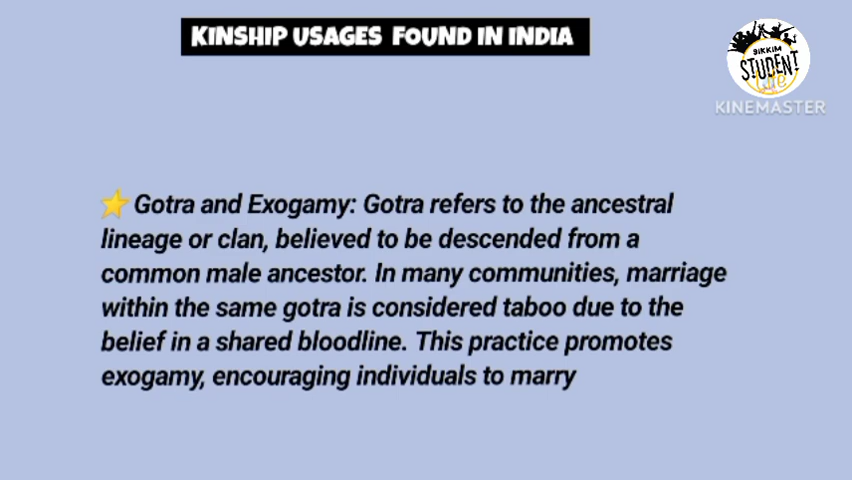 KINSHIP USAGES FOUND IN INDIA
SIKKIM
STUDENT
Life
KINEMASTER
Gotra and Exogamy: Gotra refers to the ancestral
lineage or clan, believed to be descended from a
common male ancestor. In many communities, marriage
within the same gotra is considered taboo due to the
belief in a shared bloodline. This practice promotes
exogamy, encouraging individuals to marry